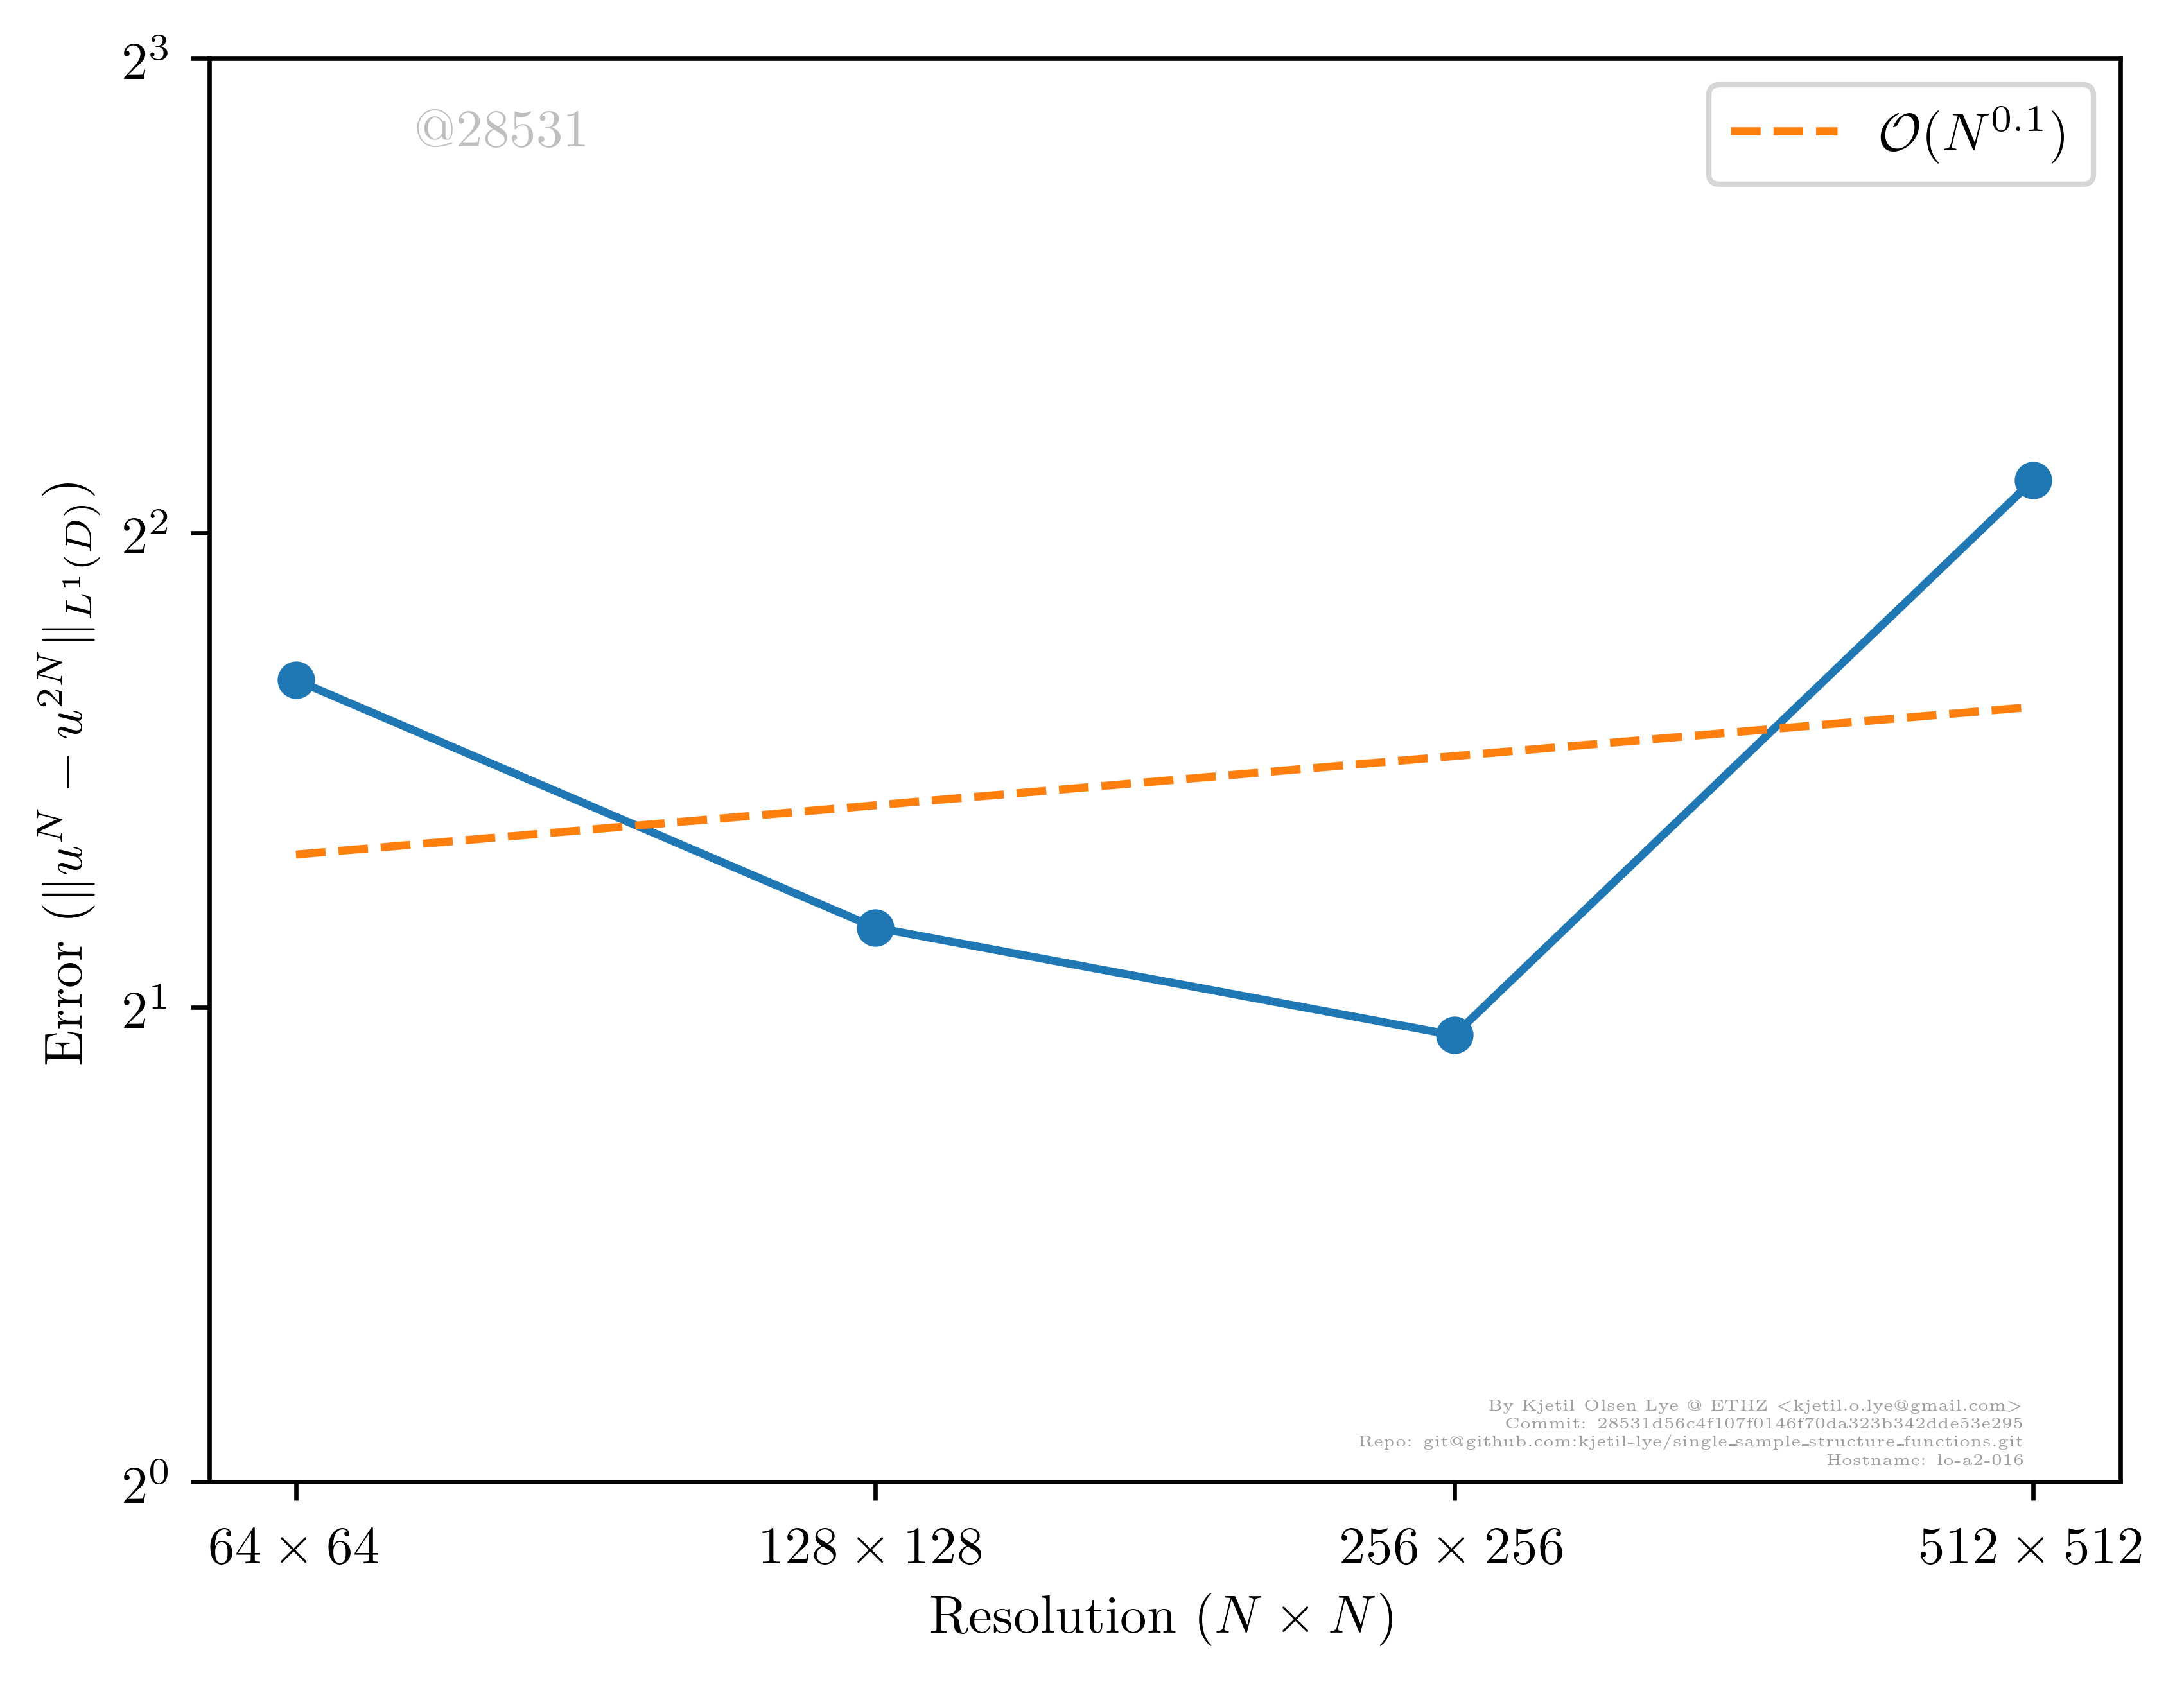 2^3
@28531
O(N^{0.1})
2^2
Error (||u^N − u^{2N}||_{L^1(D)})
2^1
By Kjetil Olsen Lye @ ETHZ <kjetil.o.lye@gmail.com>
Commit: 28531d56c4f107f0146f70da323b342dde53e295
Repo: git@github.com:kjetil-lye/single_sample_structure_functions.git
Hostname: lo-a2-016
2^0
64 × 64 128 × 128 256 × 256 512 × 512
Resolution (N × N)